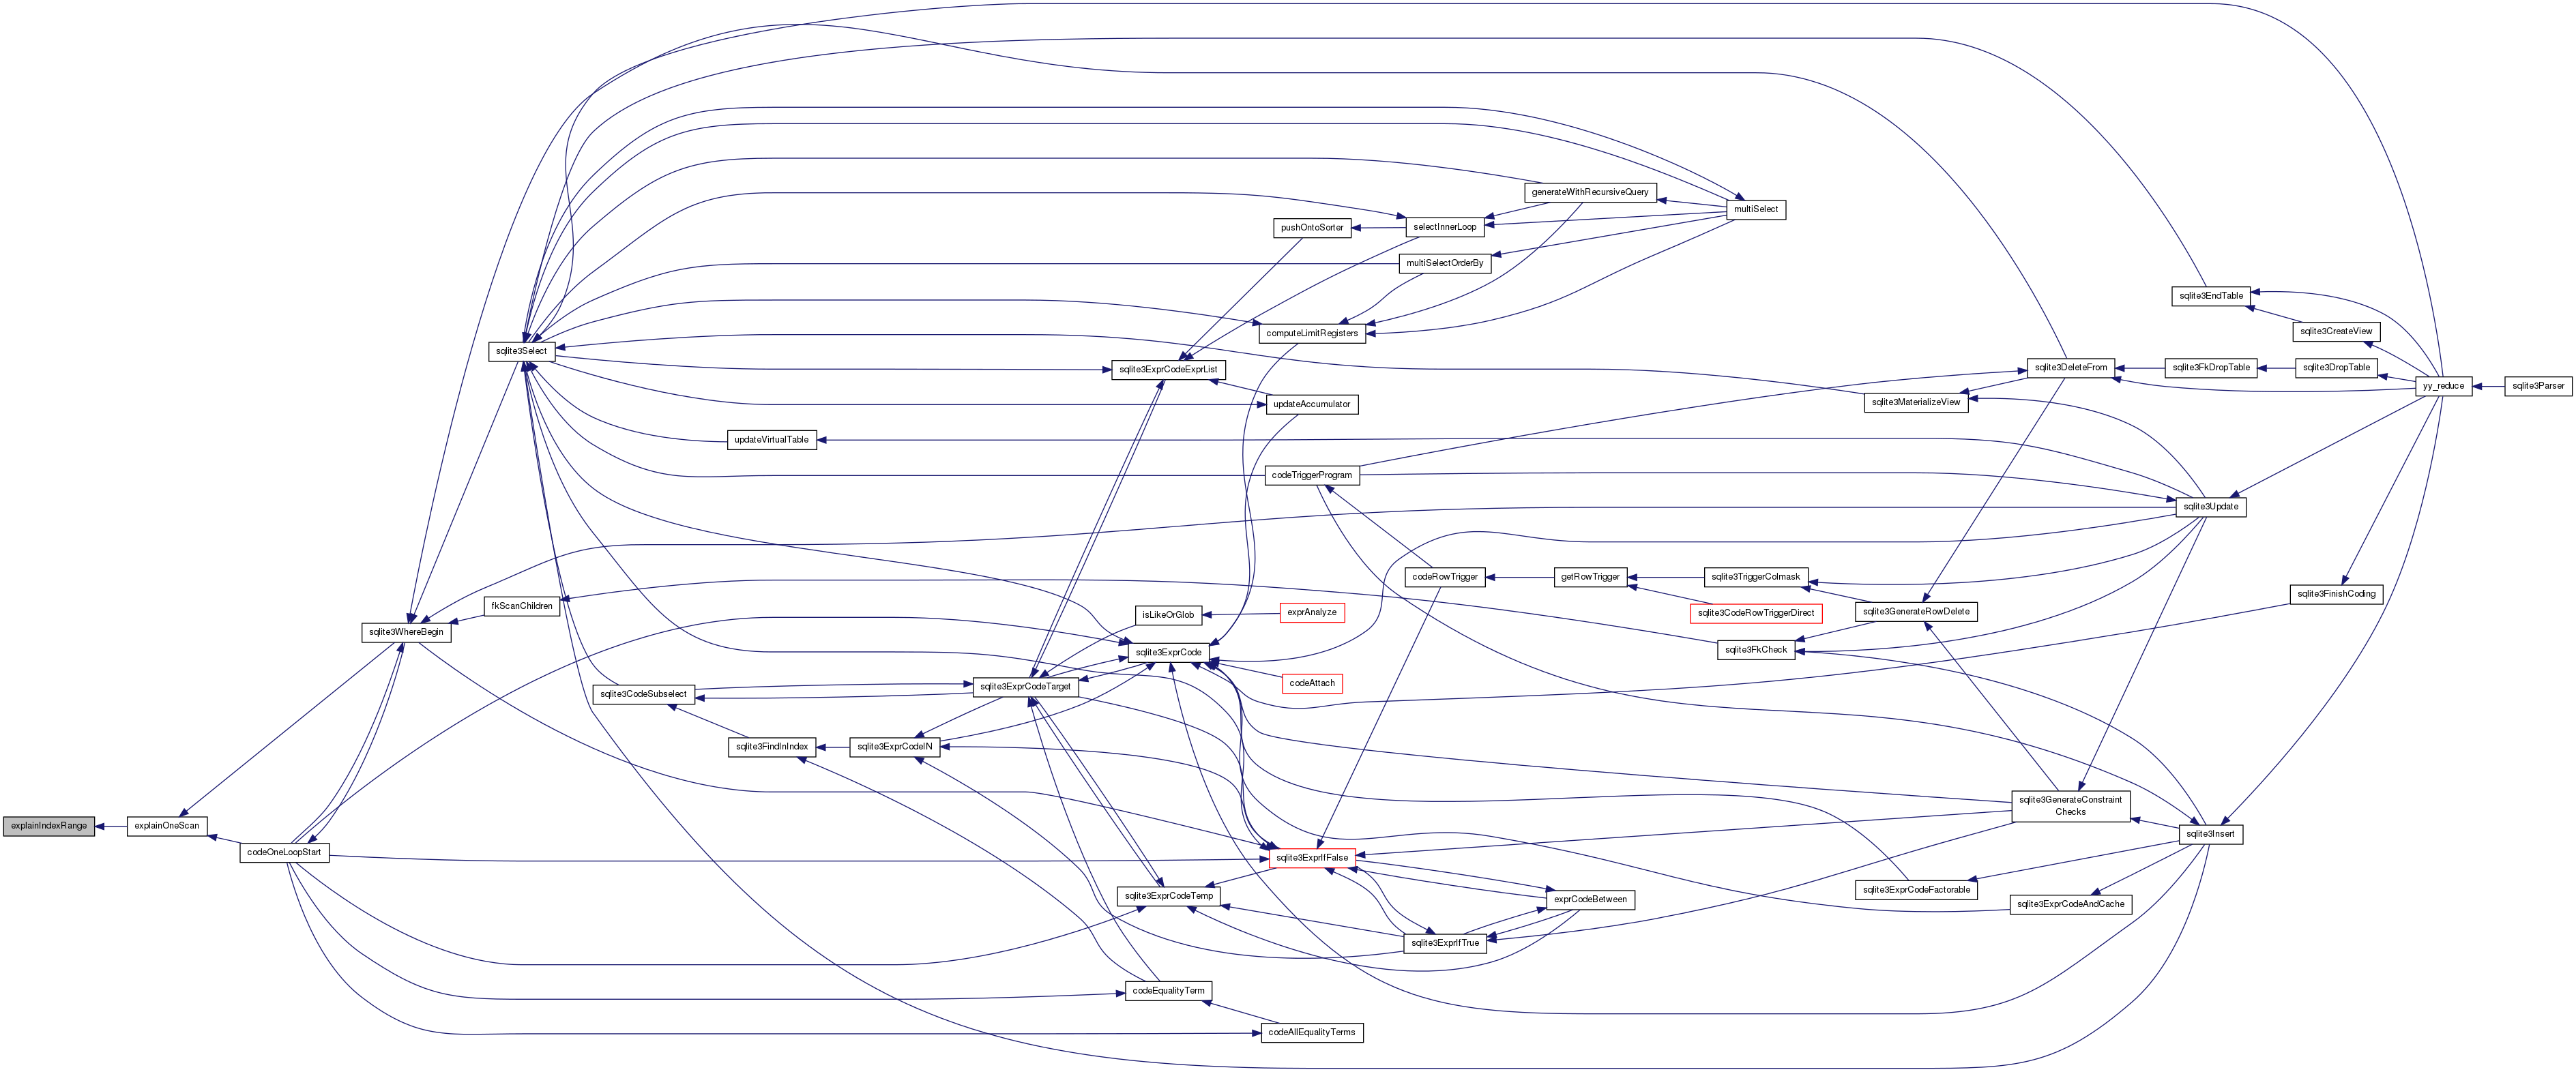 generateWithRecursiveQuery
multiSelect
pushOntoSorter
selectInnerLoop
multiSelectOrderBy
sqlite3EndTable
computeLimitRegisters
sqlite3CreateView
sqlite3Select
sqlite3ExprCodeExprList
sqlite3DeleteFrom
sqlite3FkDropTable
sqlite3DropTable
yy_reduce
sqlite3Parser
updateAccumulator
sqlite3MaterializeView
updateVirtualTable
codeTriggerProgram
sqlite3Update
codeRowTrigger
getRowTrigger
sqlite3TriggerColmask
sqlite3FinishCoding
fkScanChildren
isLikeOrGlob
exprAnalyze
sqlite3CodeRowTriggerDirect
sqlite3GenerateRowDelete
sqlite3WhereBegin
sqlite3ExprCode
sqlite3FkCheck
sqlite3CodeSubselect
sqlite3ExprCodeTarget
codeAttach
sqlite3FindInIndex
sqlite3ExprCodeIN
sqlite3GenerateConstraint
Checks
explainIndexRange
explainOneScan
sqlite3Insert
codeOneLoopStart
sqlite3ExprIfFalse
sqlite3ExprCodeFactorable
sqlite3ExprCodeTemp
exprCodeBetween
sqlite3ExprCodeAndCache
sqlite3ExprIfTrue
codeEqualityTerm
codeAllEqualityTerms